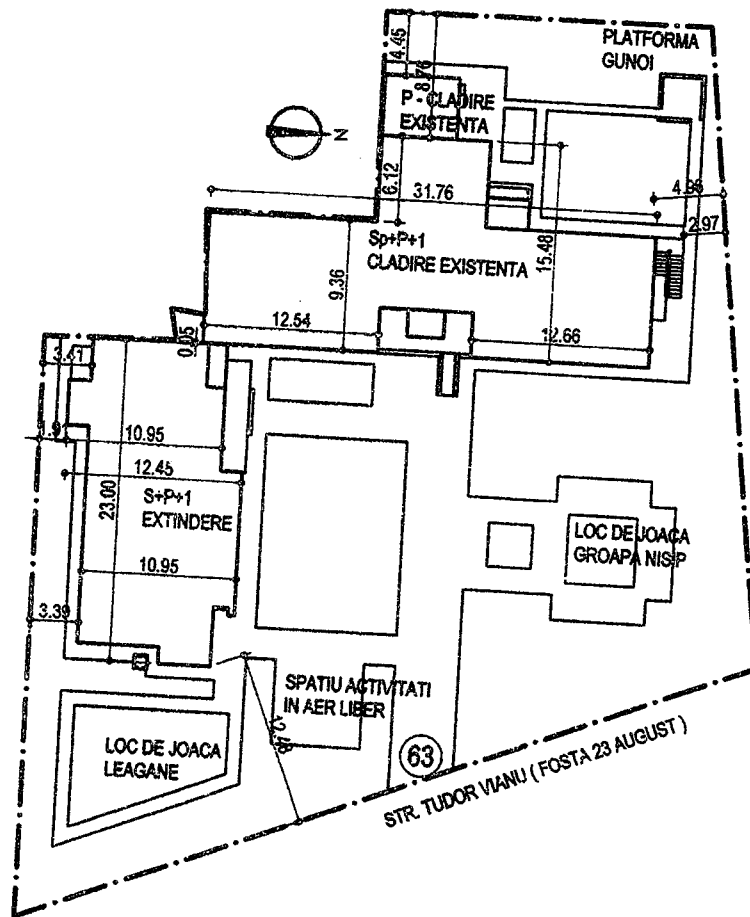 PLATFORMA
GUNOI
4.45
8.76
P - CLADIRE
EXISTENTA
N
6.12
31.76
4.95
2.97
Sp+P+1
CLADIRE EXISTENTA
15.48
9.36
12.54
12.66
0.05
3.41
10.95
12.45
23.00
S+P+1
EXTINDERE
10.95
3.39
LOC DE JOACA
GROAPA NISIP
SPATIU ACTIVITATI
IN AER LIBER
LOC DE JOACA
LEAGANE
63
STR. TUDOR VIANU ( FOSTA 23 AUGUST )